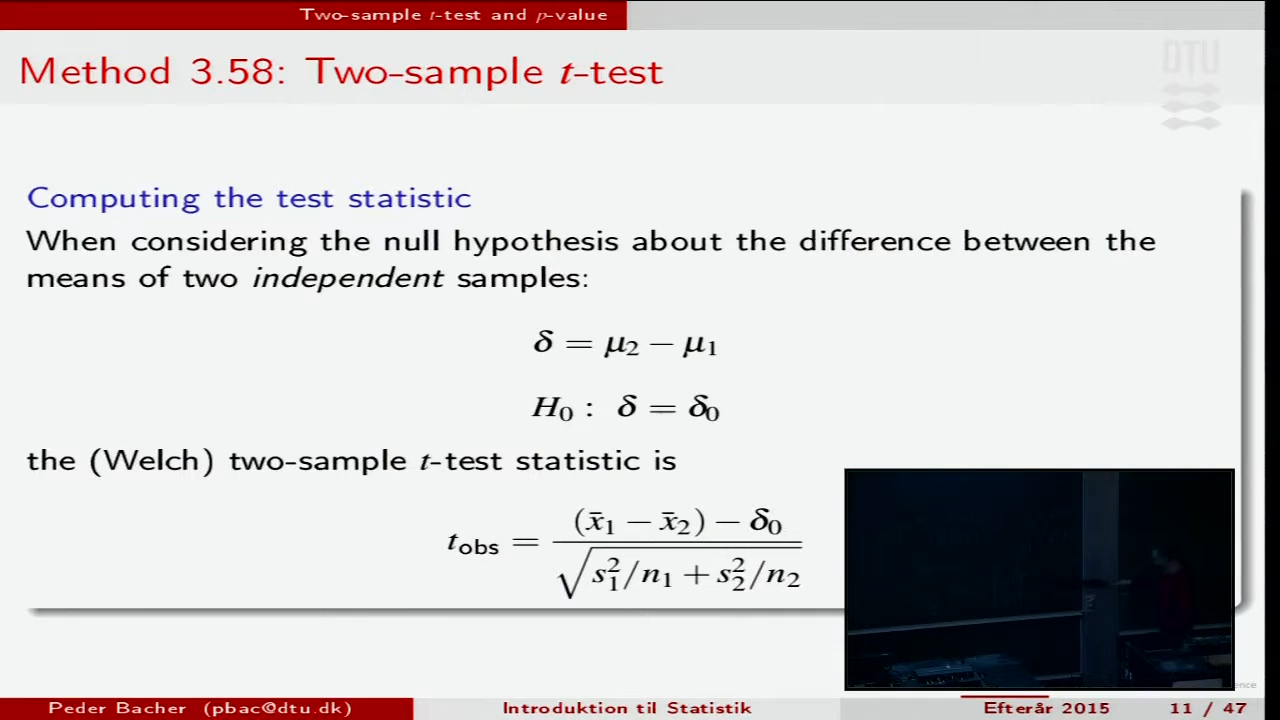 Two-sample t-test and p-value
DTU
Method 3.58: Two-sample t-test
Computing the test statistic
When considering the null hypothesis about the difference between the
means of two independent samples:
δ = μ₂ − μ₁
H₀ : δ = δ₀
the (Welch) two-sample t-test statistic is
t_obs = ((x̄₁ − x̄₂) − δ₀) / √(s₁²/n₁ + s₂²/n₂)
Peder Bacher (pbac@dtu.dk) Introduktion til Statistik Efterår 2015 11 / 47